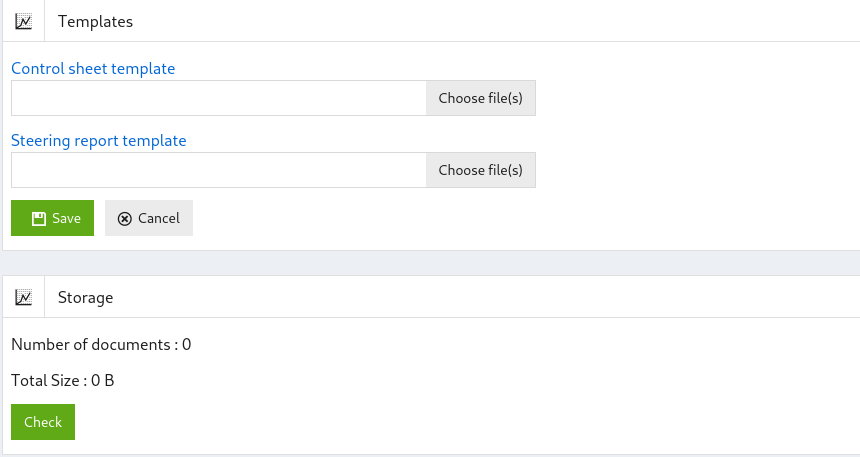 Templates
Control sheet template
Choose file(s)
Steering report template
Choose file(s)
Save Cancel
Storage
Number of documents : 0
Total Size : 0 B
Check